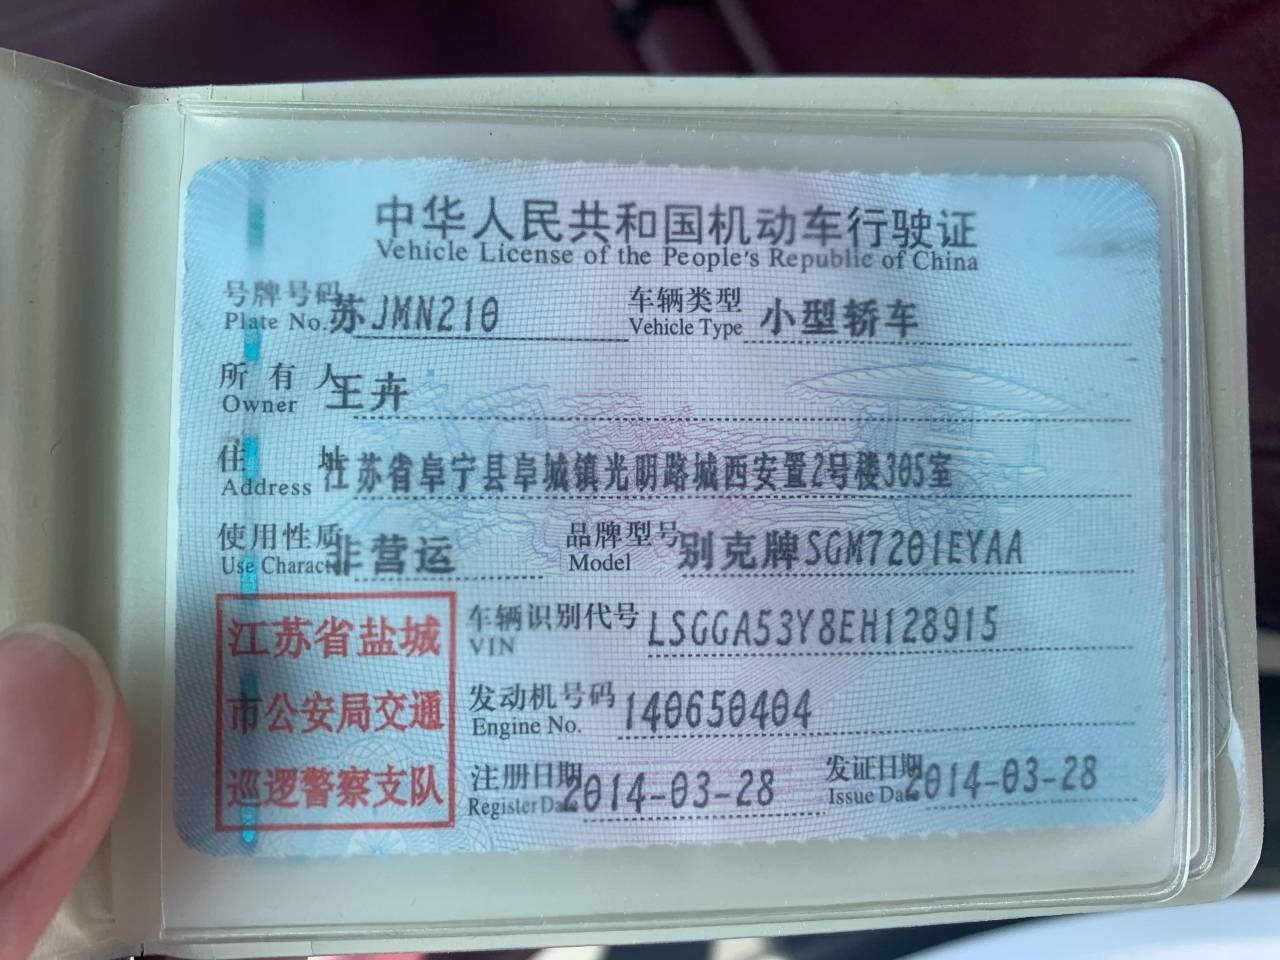 中华人民共和国机动车行驶证
Vehicle License of the People's Republic of China
号牌号码 苏JMN210 车辆类型 小型轿车
Plate No. Vehicle Type
所有人 王卉
Owner
住址 江苏省阜宁县阜城镇光明路城西安置2号楼305室
Address
使用性质 非营运 品牌型号 别克牌SGM7201EYAA
Use Charact Model
江苏省盐城
市公安局交通
巡逻警察支队
车辆识别代号 LSGGA53Y8EH128915
VIN
发动机号码 140650404
Engine No.
注册日期 2014-03-28 发证日期 2014-03-28
Register Date Issue Date